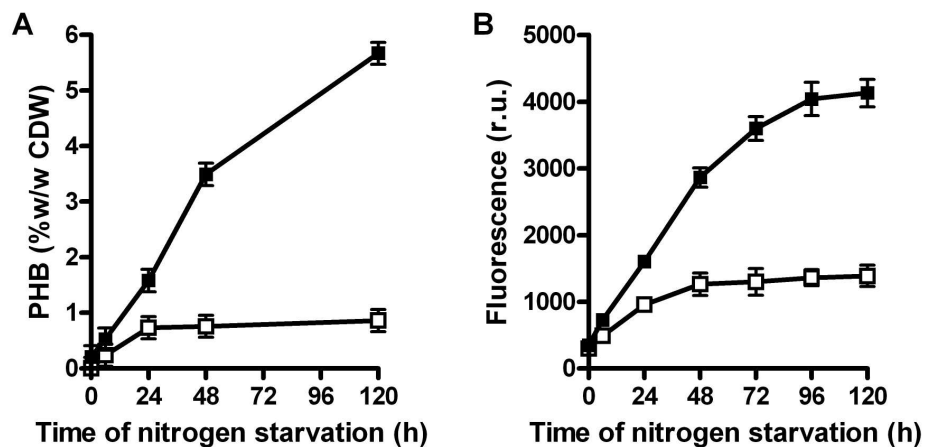 A
PHB (%w/w CDW)
6
5
4
3
2
1
0
0 24 48 72 96 120
Time of nitrogen starvation (h)
B
Fluorescence (r.u.)
5000
4000
3000
2000
1000
0
0 24 48 72 96 120
Time of nitrogen starvation (h)